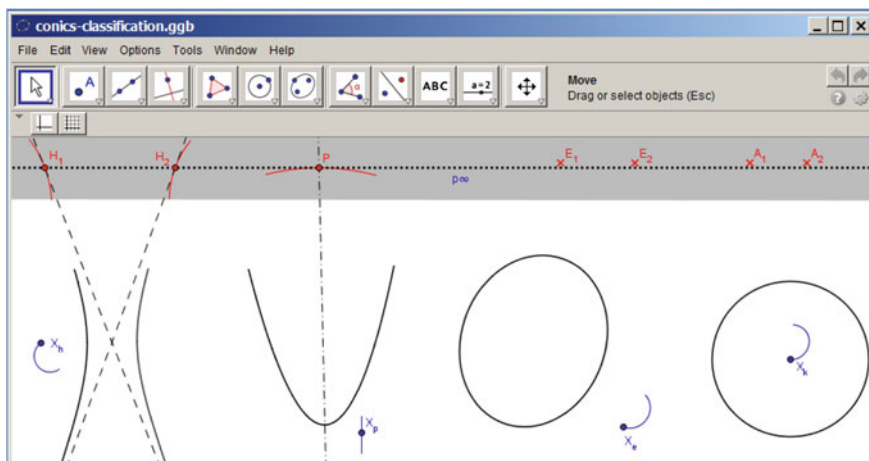 conics-classification.ggb
File Edit View Options Tools Window Help
A
α
ABC
a=2
Move
Drag or select objects (Esc)
H₁ H₂ P E₁ E₂ A₁ A₂
p∞
Xₕ Xₚ Xₑ Xₖ